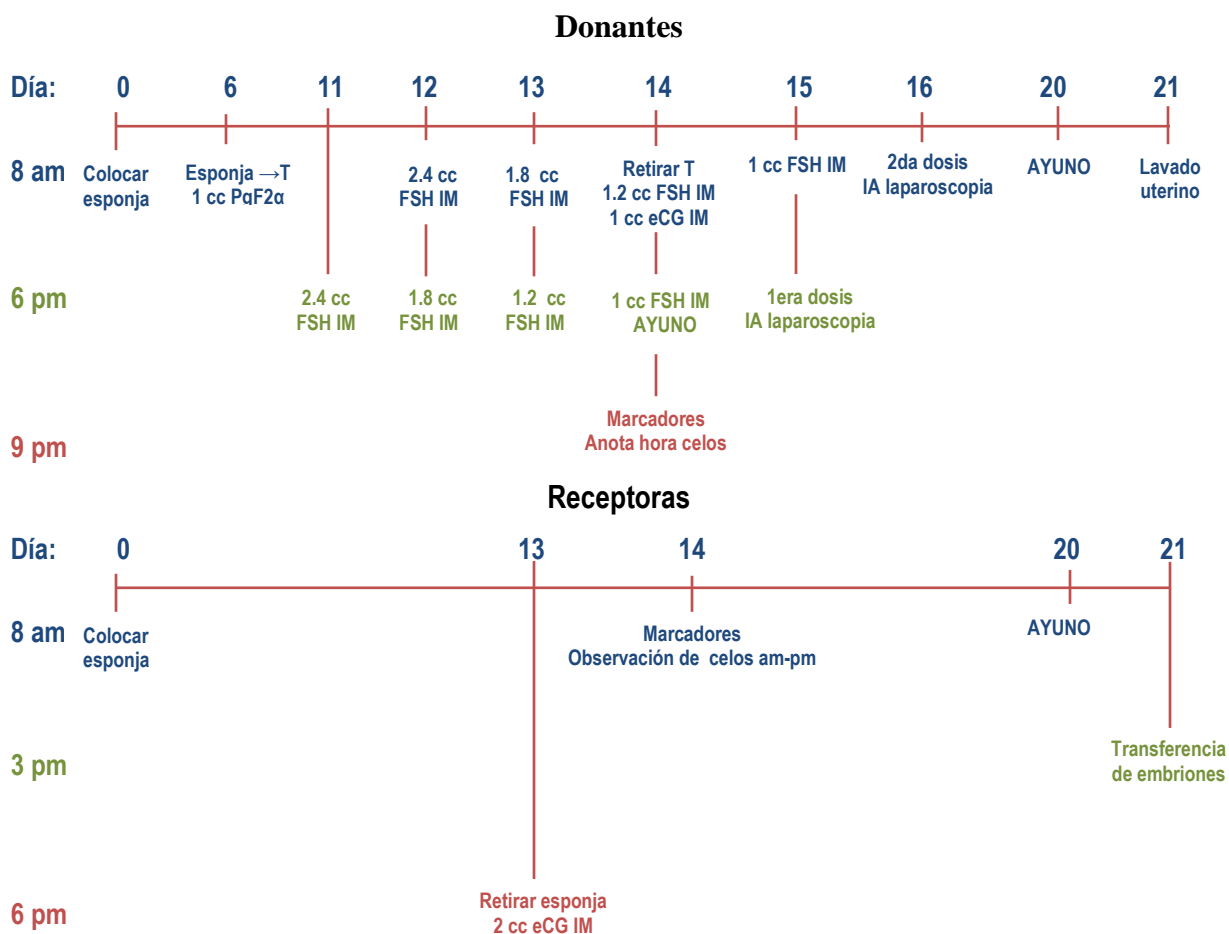 Donantes
Día: 0 6 11 12 13 14 15 16 20 21
8 am
Colocar
esponja
Esponja →T
1 cc PgF2α
2.4 cc
FSH IM
1.8 cc
FSH IM
Retirar T
1.2 cc FSH IM
1 cc eCG IM
1 cc FSH IM
2da dosis
IA laparoscopia
AYUNO
Lavado
uterino
6 pm
2.4 cc
FSH IM
1.8 cc
FSH IM
1.2 cc
FSH IM
1 cc FSH IM
AYUNO
1era dosis
IA laparoscopia
9 pm
Marcadores
Anota hora celos
Receptoras
Día: 0 13 14 20 21
8 am
Colocar
esponja
Marcadores
Observación de celos am-pm
AYUNO
3 pm
Transferencia
de embriones
6 pm
Retirar esponja
2 cc eCG IM